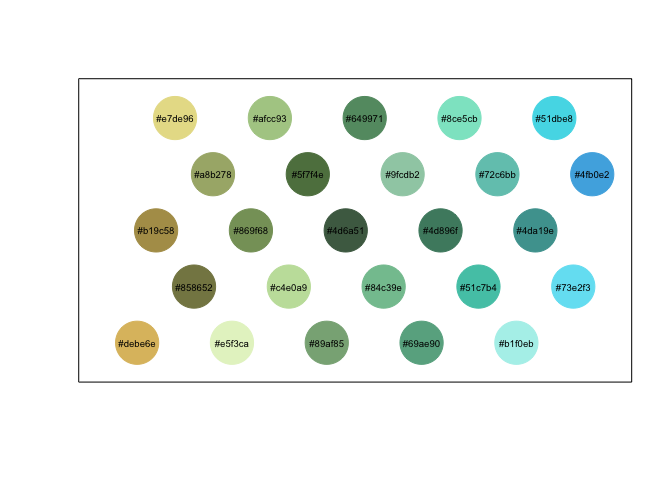 #e7de96 #afcc93 #649971 #8ce5cb #51dbe8
#a8b278 #5f7f4e #9fcdb2 #72c6bb #4fb0e2
#b19c58 #869f68 #4d6a51 #4d896f #4da19e
#858652 #c4e0a9 #84c39e #51c7b4 #73e2f3
#debe6e #e5f3ca #89af85 #69ae90 #b1f0eb